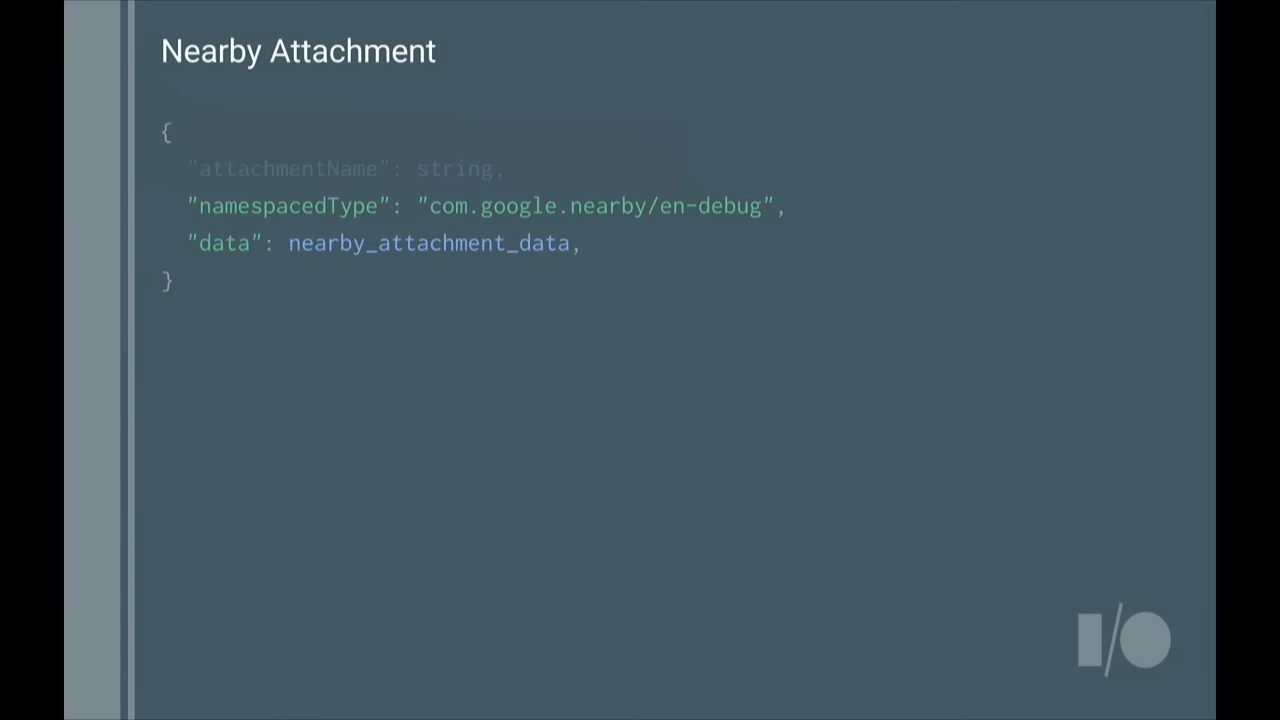 Nearby Attachment
{
"attachmentName": string,
"namespacedType": "com.google.nearby/en-debug",
"data": nearby_attachment_data,
}
I/O